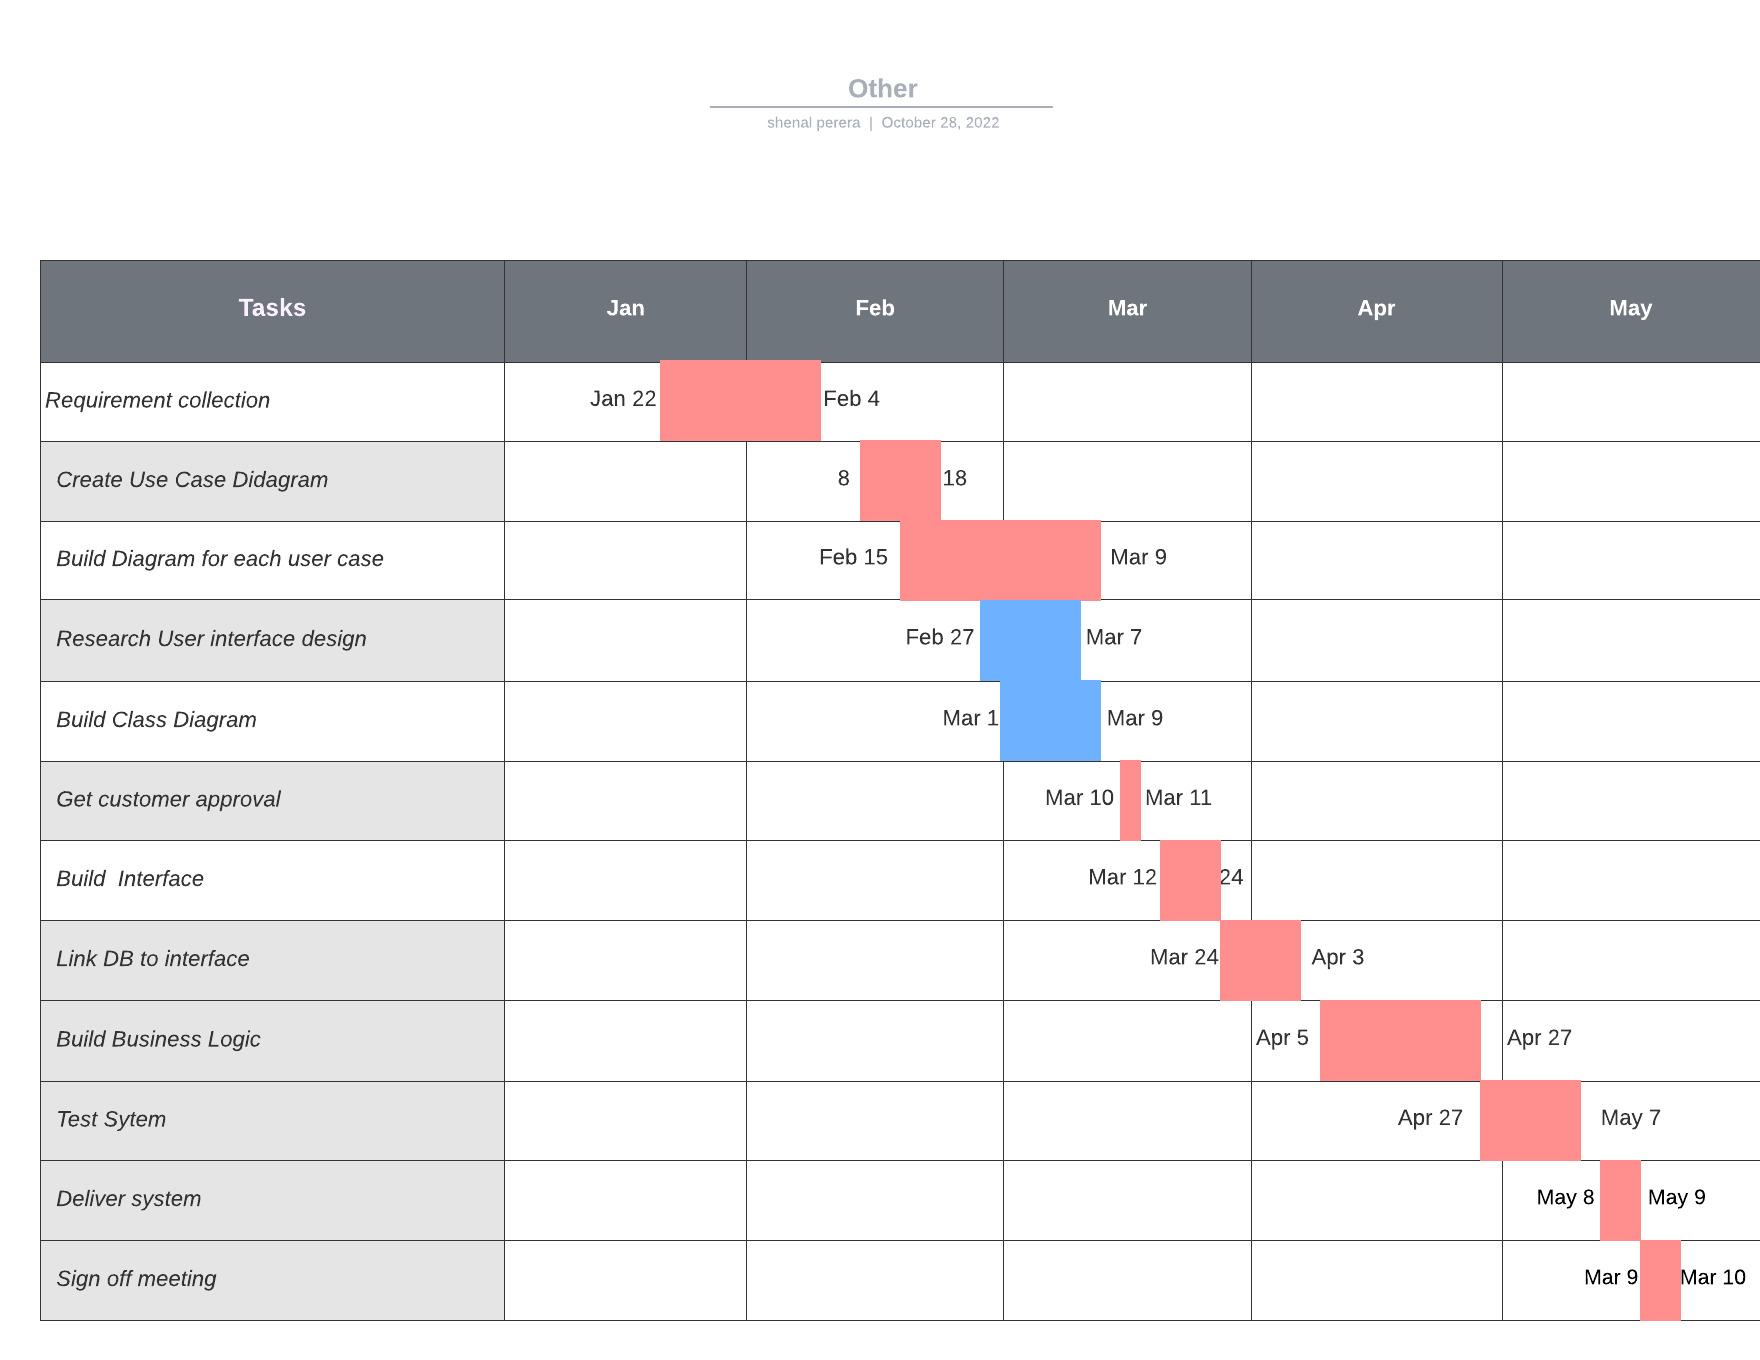 Other
shenal perera | October 28, 2022
Tasks Jan Feb Mar Apr May
Requirement collection Jan 22 Feb 4
Create Use Case Didagram 8 18
Build Diagram for each user case Feb 15 Mar 9
Research User interface design Feb 27 Mar 7
Build Class Diagram Mar 1 Mar 9
Get customer approval Mar 10 Mar 11
Build Interface Mar 12 24
Link DB to interface Mar 24 Apr 3
Build Business Logic Apr 5 Apr 27
Test Sytem Apr 27 May 7
Deliver system May 8 May 9
Sign off meeting Mar 9 Mar 10